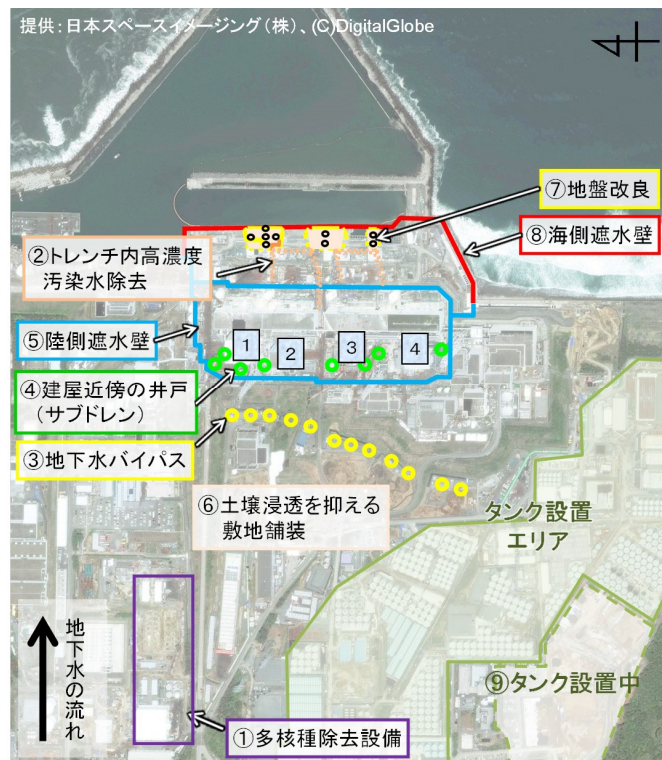 提供：日本スペースイメージング（株）、(C)DigitalGlobe
⑦地盤改良
⑧海側遮水壁
②トレンチ内高濃度
汚染水除去
⑤陸側遮水壁
1
2
3
4
④建屋近傍の井戸
（サブドレン）
③地下水バイパス
⑥土壌浸透を抑える
敷地舗装
タンク設置
エリア
地下水の流れ
⑨タンク設置中
①多核種除去設備